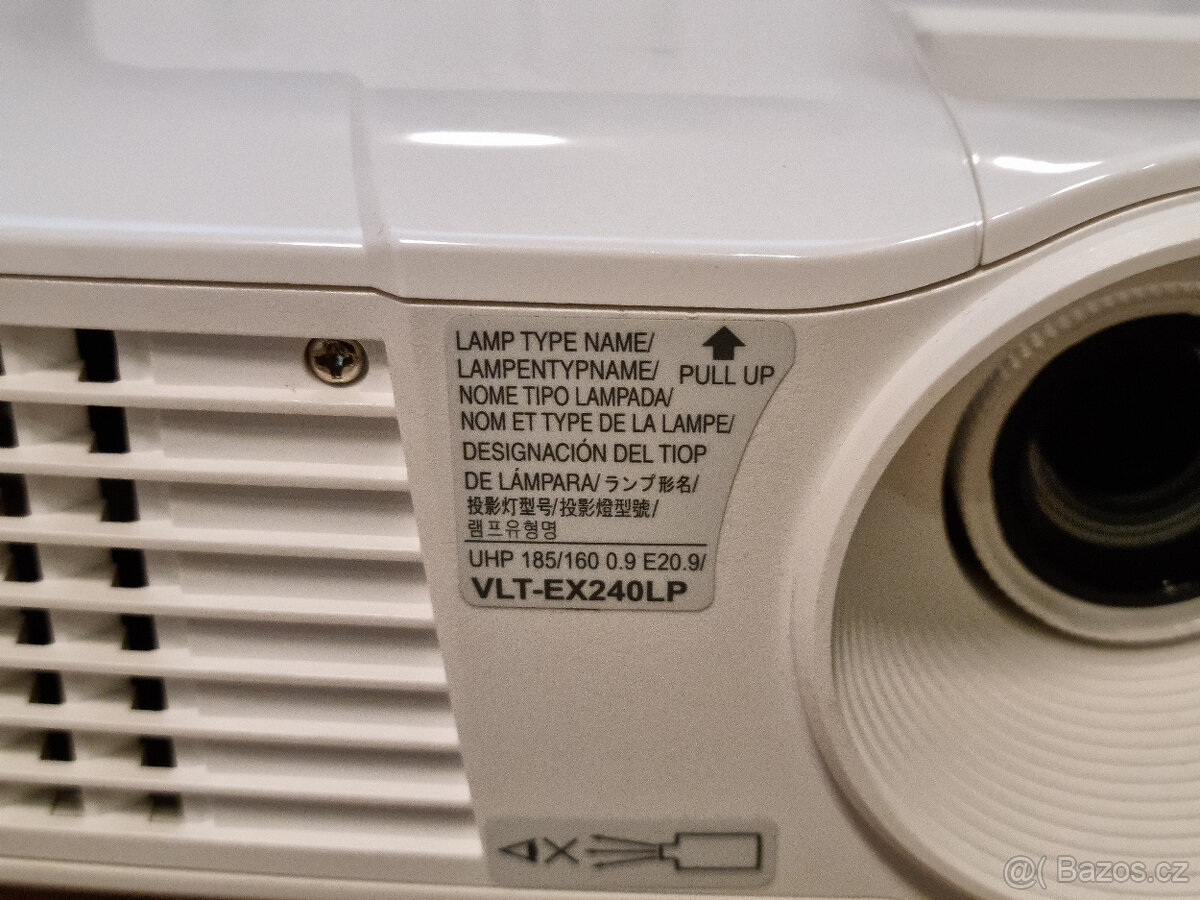 LAMP TYPE NAME/
LAMPENTYPNAME/
PULL UP
NOME TIPO LAMPADA/
NOM ET TYPE DE LA LAMPE/
DESIGNACIÓN DEL TIOP
DE LÁMPARA/ランプ形名/
投影灯型号/投影燈型號/
램프유형명
UHP 185/160 0.9 E20.9/
VLT-EX240LP
@( Bazos.cz